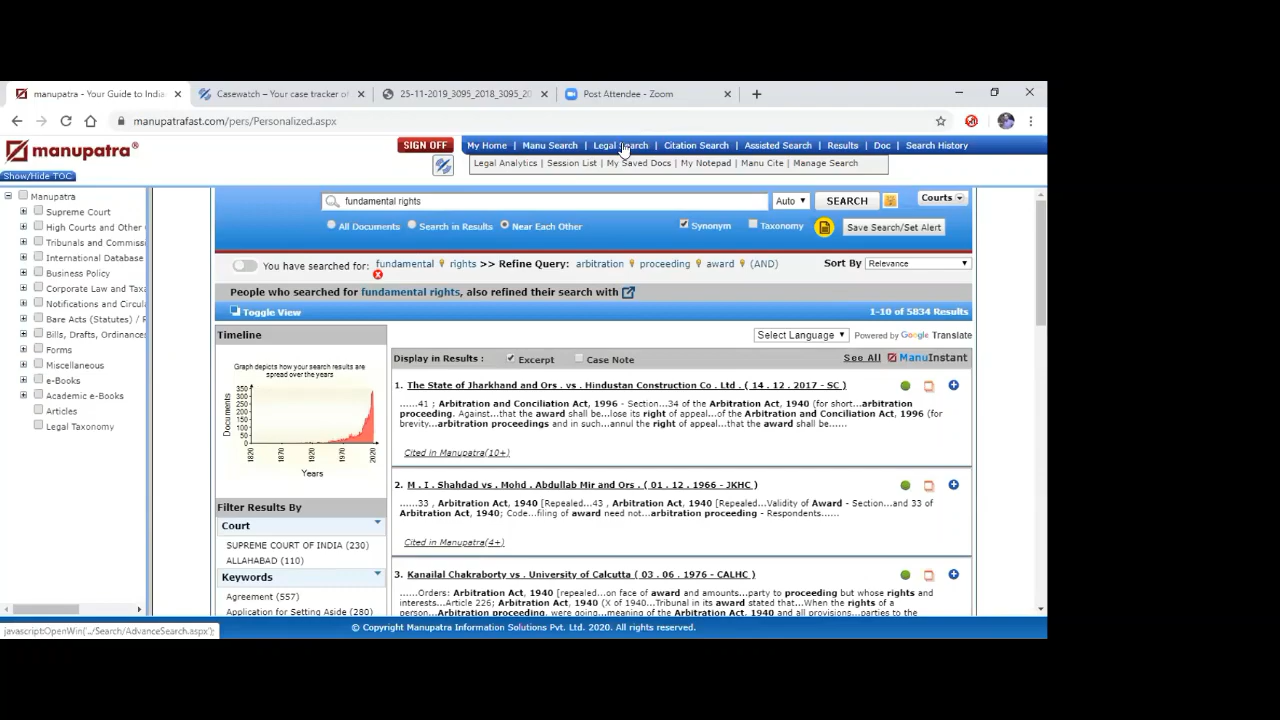 manupatra - Your Guide to India
Casewatch – Your case tracker of
25-11-2019_3095_2018_3095_20
Post Attendee - Zoom
manupatrafast.com/pers/Personalized.aspx
manupatra®
SIGN OFF
My Home | Manu Search | Legal Search | Citation Search | Assisted Search | Results | Doc | Search History
Legal Analytics | Session List | My Saved Docs | My Notepad | Manu Cite | Manage Search
Show/Hide TOC
Manupatra
Supreme Court
High Courts and Other
Tribunals and Commiss
International Database
Business Policy
Corporate Law and Taxa
Notifications and Circula
Bare Acts (Statutes) / R
Bills, Drafts, Ordinances
Forms
Miscellaneous
e-Books
Academic e-Books
Articles
Legal Taxonomy
fundamental rights
Auto
SEARCH
Courts
All Documents
Search in Results
Near Each Other
Synonym
Taxonomy
Save Search/Set Alert
You have searched for: fundamental rights >> Refine Query: arbitration proceeding award (AND)
Sort By
Relevance
People who searched for fundamental rights, also refined their search with
Toggle View
1-10 of 5834 Results
Timeline
Graph depicts how your search results are
spread over the years
350
300
250
200
150
100
50
0
Documents
1820
1870
1920
1970
2020
Years
Filter Results By
Court
SUPREME COURT OF INDIA (230)
ALLAHABAD (110)
Keywords
Agreement (557)
Application for Setting Aside (280)
Select Language
Powered by Google Translate
Display in Results :
Excerpt
Case Note
See All
ManuInstant
1. The State of Jharkhand and Ors . vs . Hindustan Construction Co . Ltd . ( 14 . 12 . 2017 - SC )
......41 ; Arbitration and Conciliation Act, 1996 - Section...34 of the Arbitration Act, 1940 (for short...arbitration
proceeding. Against...that the award shall be...lose its right of appeal...of the Arbitration and Conciliation Act, 1996 (for
brevity...arbitration proceedings and in such...annul the right of appeal...that the award shall be......
Cited in Manupatra(10+)
2. M . I . Shahdad vs . Mohd . Abdullab Mir and Ors . ( 01 . 12 . 1966 - JKHC )
......33 , Arbitration Act, 1940 [Repealed...43 , Arbitration Act, 1940 [Repealed...Validity of Award - Section...and 33 of
Arbitration Act, 1940; Code...filing of award need not...arbitration proceeding - Respondents......
Cited in Manupatra(4+)
3. Kanailal Chakraborty vs . University of Calcutta ( 03 . 06 . 1976 - CALHC )
......Orders: Arbitration Act, 1940 [repealed...on face of award and amounts...party to proceeding but whose rights and
interests...Article 226; Arbitration Act, 1940 (X of 1940...Tribunal in its award stated that...When the rights of a
© Copyright Manupatra Information Solutions Pvt. Ltd. 2020. All rights reserved.
javascript:OpenWin('../Search/AdvanceSearch.aspx');